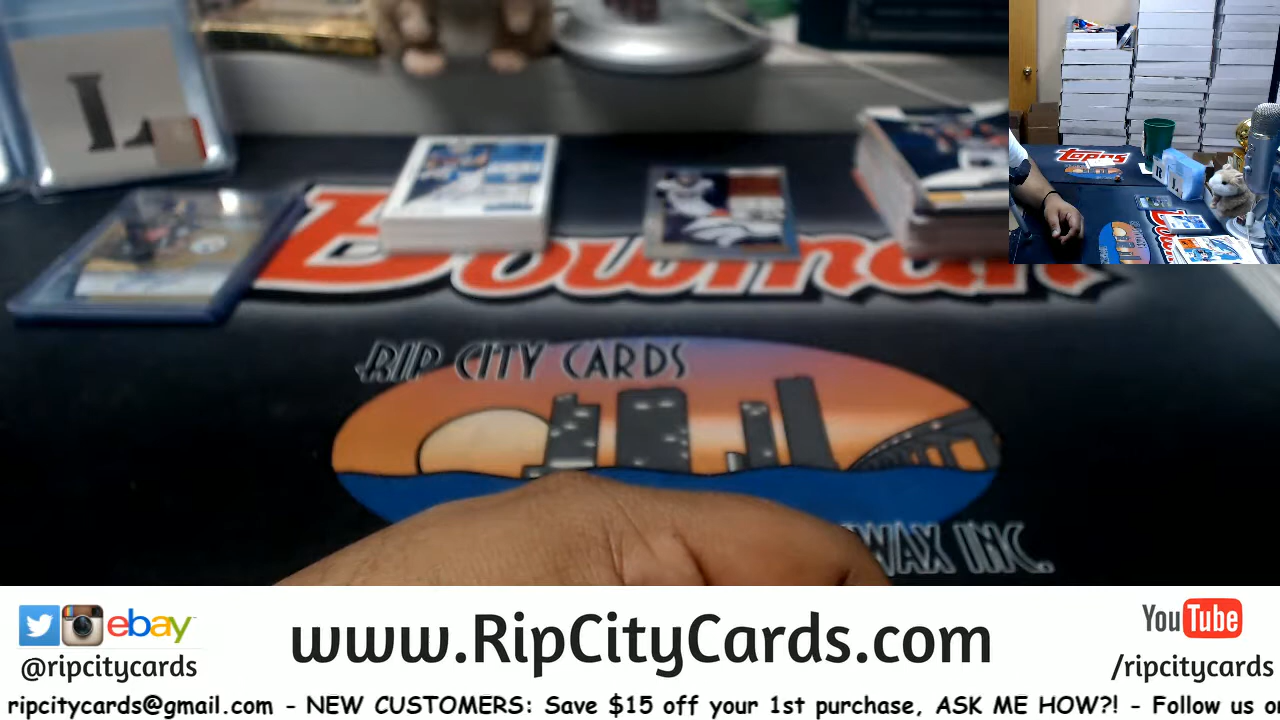 L
Bowman
RIP CITY CARDS
WAX INC.
Topps
ebay
@ripcitycards
www.RipCityCards.com
YouTube
/ripcitycards
ripcitycards@gmail.com - NEW CUSTOMERS: Save $15 off your 1st purchase, ASK ME HOW?! - Follow us o